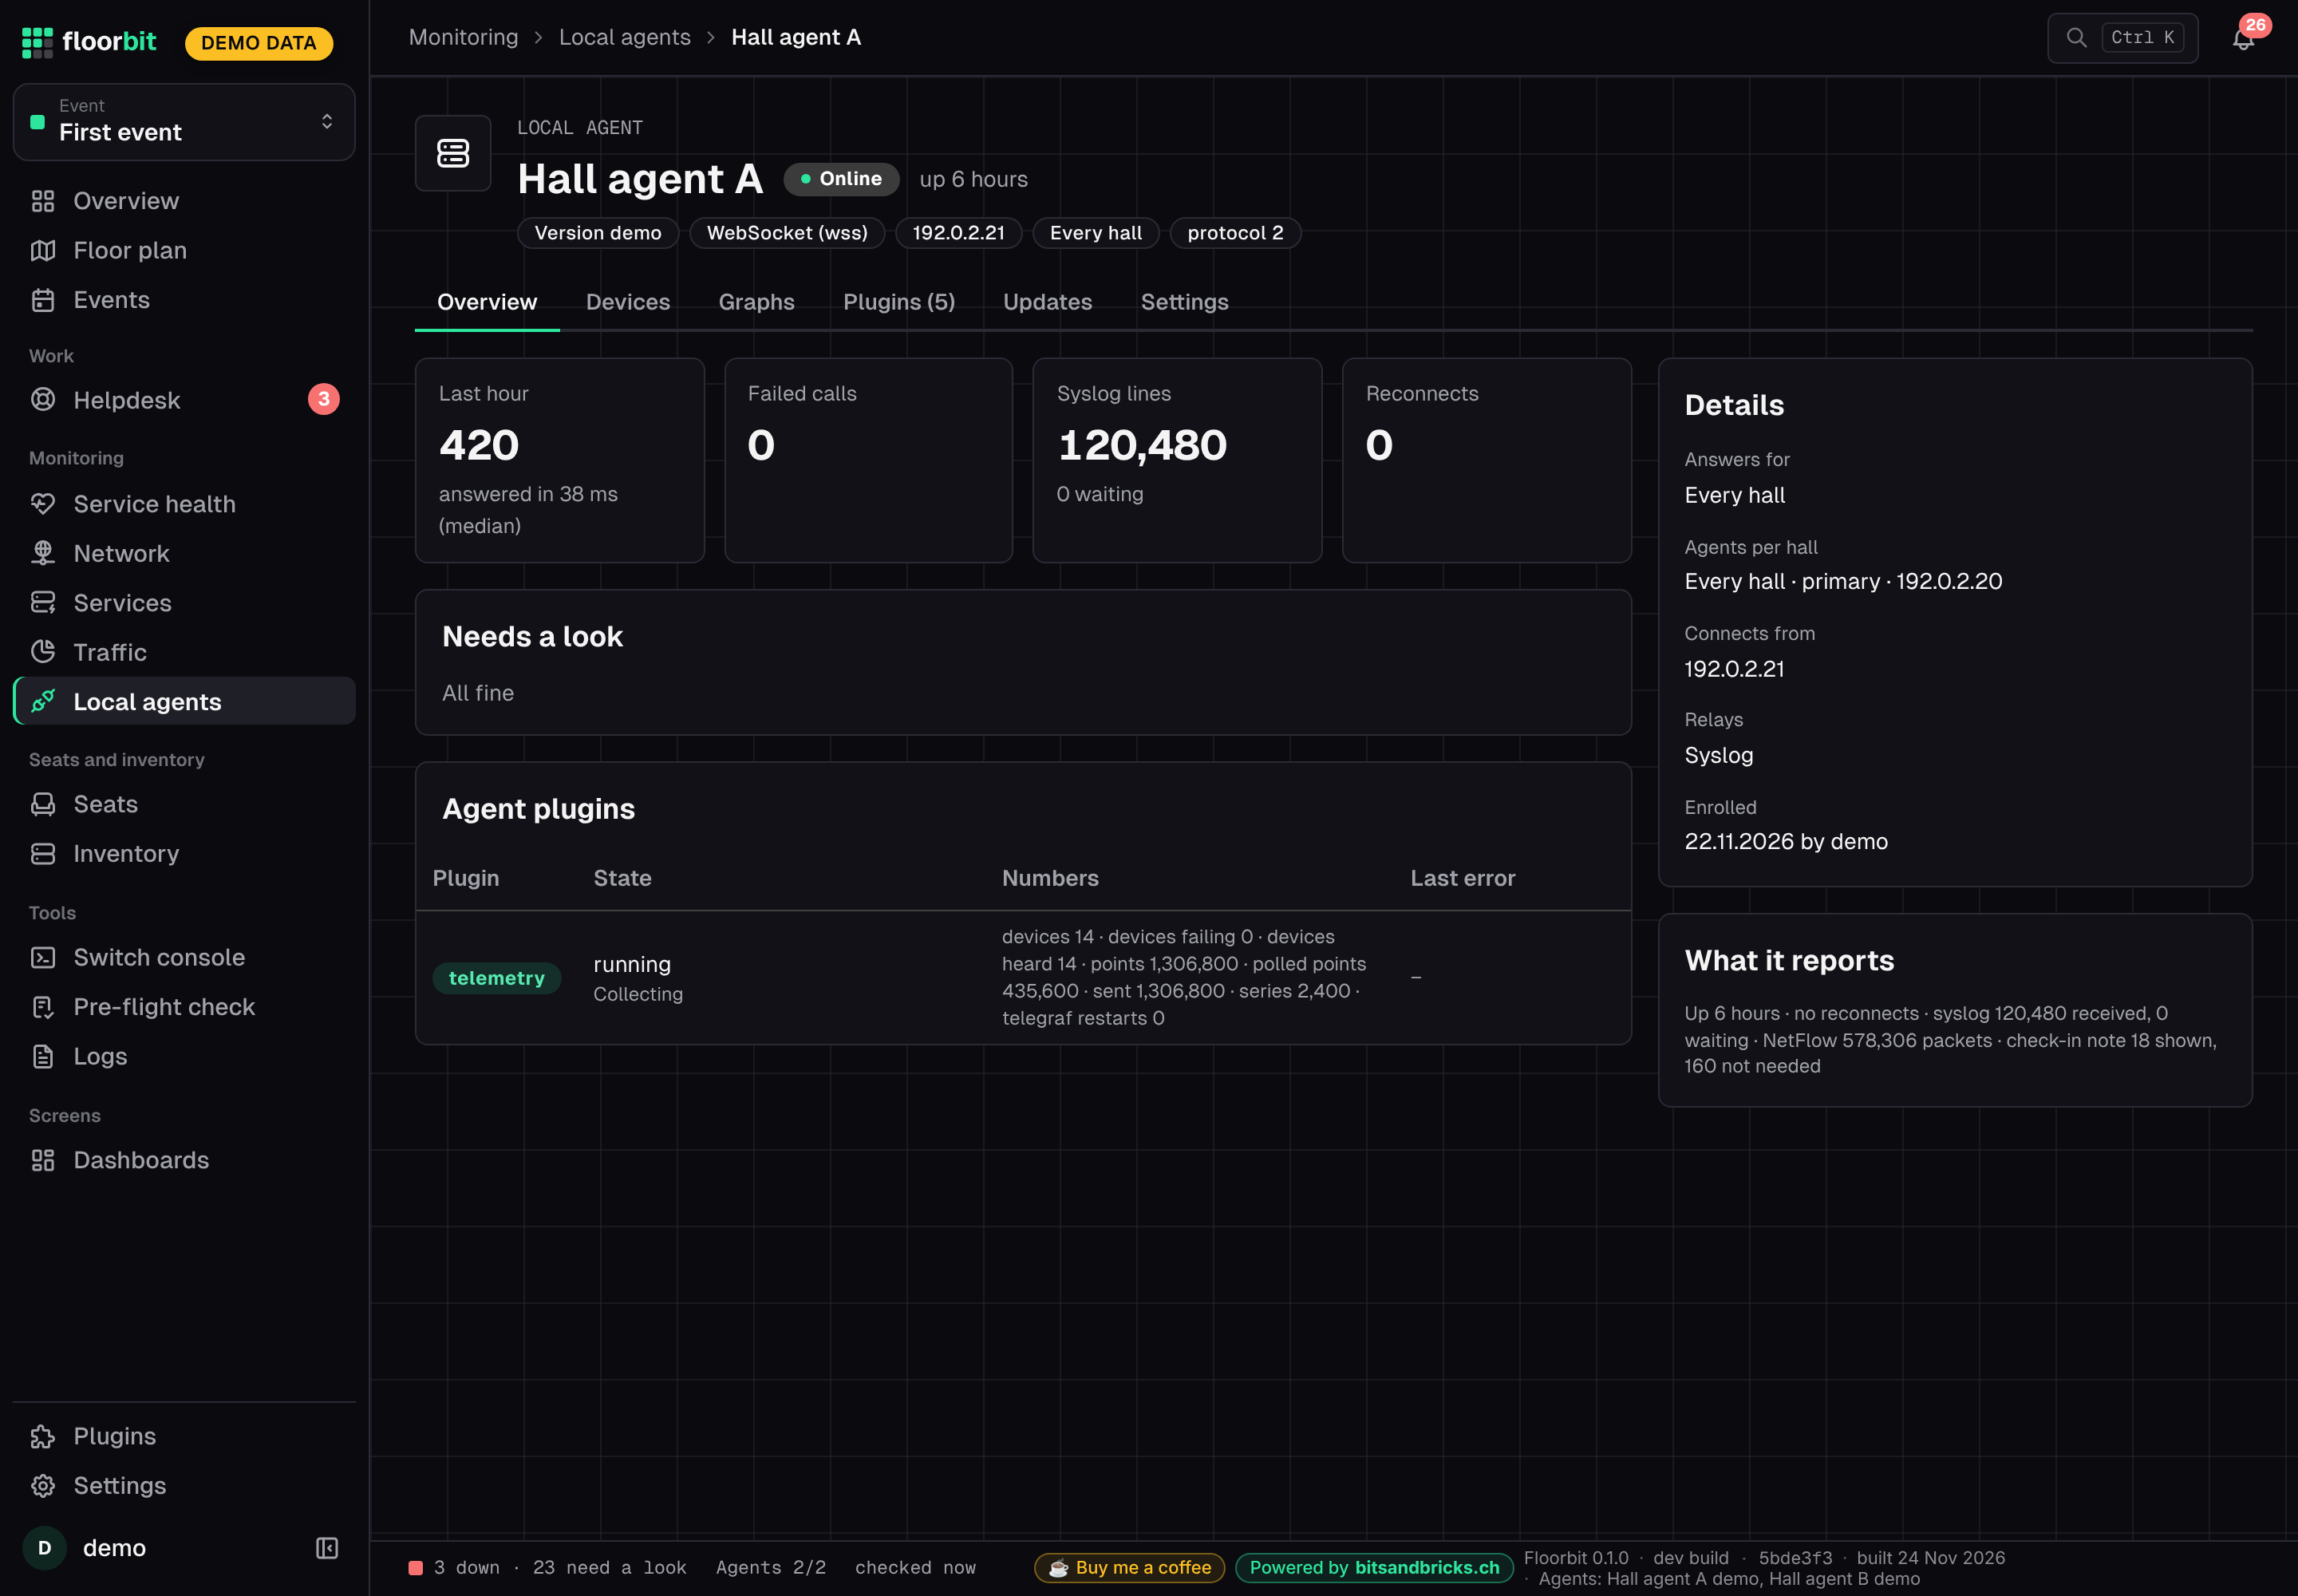 floorbit
DEMO DATA
Event
First event
Overview
Floor plan
Events
Work
Helpdesk
3
Monitoring
Service health
Network
Services
Traffic
Local agents
Seats and inventory
Seats
Inventory
Tools
Switch console
Pre-flight check
Logs
Screens
Dashboards
Plugins
Settings
D
demo
Monitoring > Local agents > Hall agent A
Ctrl K
26
LOCAL AGENT
Hall agent A
Online
up 6 hours
Version demo
WebSocket (wss)
192.0.2.21
Every hall
protocol 2
Overview
Devices
Graphs
Plugins (5)
Updates
Settings
Last hour
420
answered in 38 ms
(median)
Failed calls
0
Syslog lines
120,480
0 waiting
Reconnects
0
Needs a look
All fine
Agent plugins
Plugin
State
Numbers
Last error
telemetry
running
Collecting
devices 14 · devices failing 0 · devices
heard 14 · points 1,306,800 · polled points
435,600 · sent 1,306,800 · series 2,400 ·
telegraf restarts 0
–
Details
Answers for
Every hall
Agents per hall
Every hall · primary · 192.0.2.20
Connects from
192.0.2.21
Relays
Syslog
Enrolled
22.11.2026 by demo
What it reports
Up 6 hours · no reconnects · syslog 120,480 received, 0
waiting · NetFlow 578,306 packets · check-in note 18 shown,
160 not needed
3 down · 23 need a look
Agents 2/2
checked now
Buy me a coffee
Powered by bitsandbricks.ch
Floorbit 0.1.0 · dev build · 5bde3f3 · built 24 Nov 2026
· Agents: Hall agent A demo, Hall agent B demo